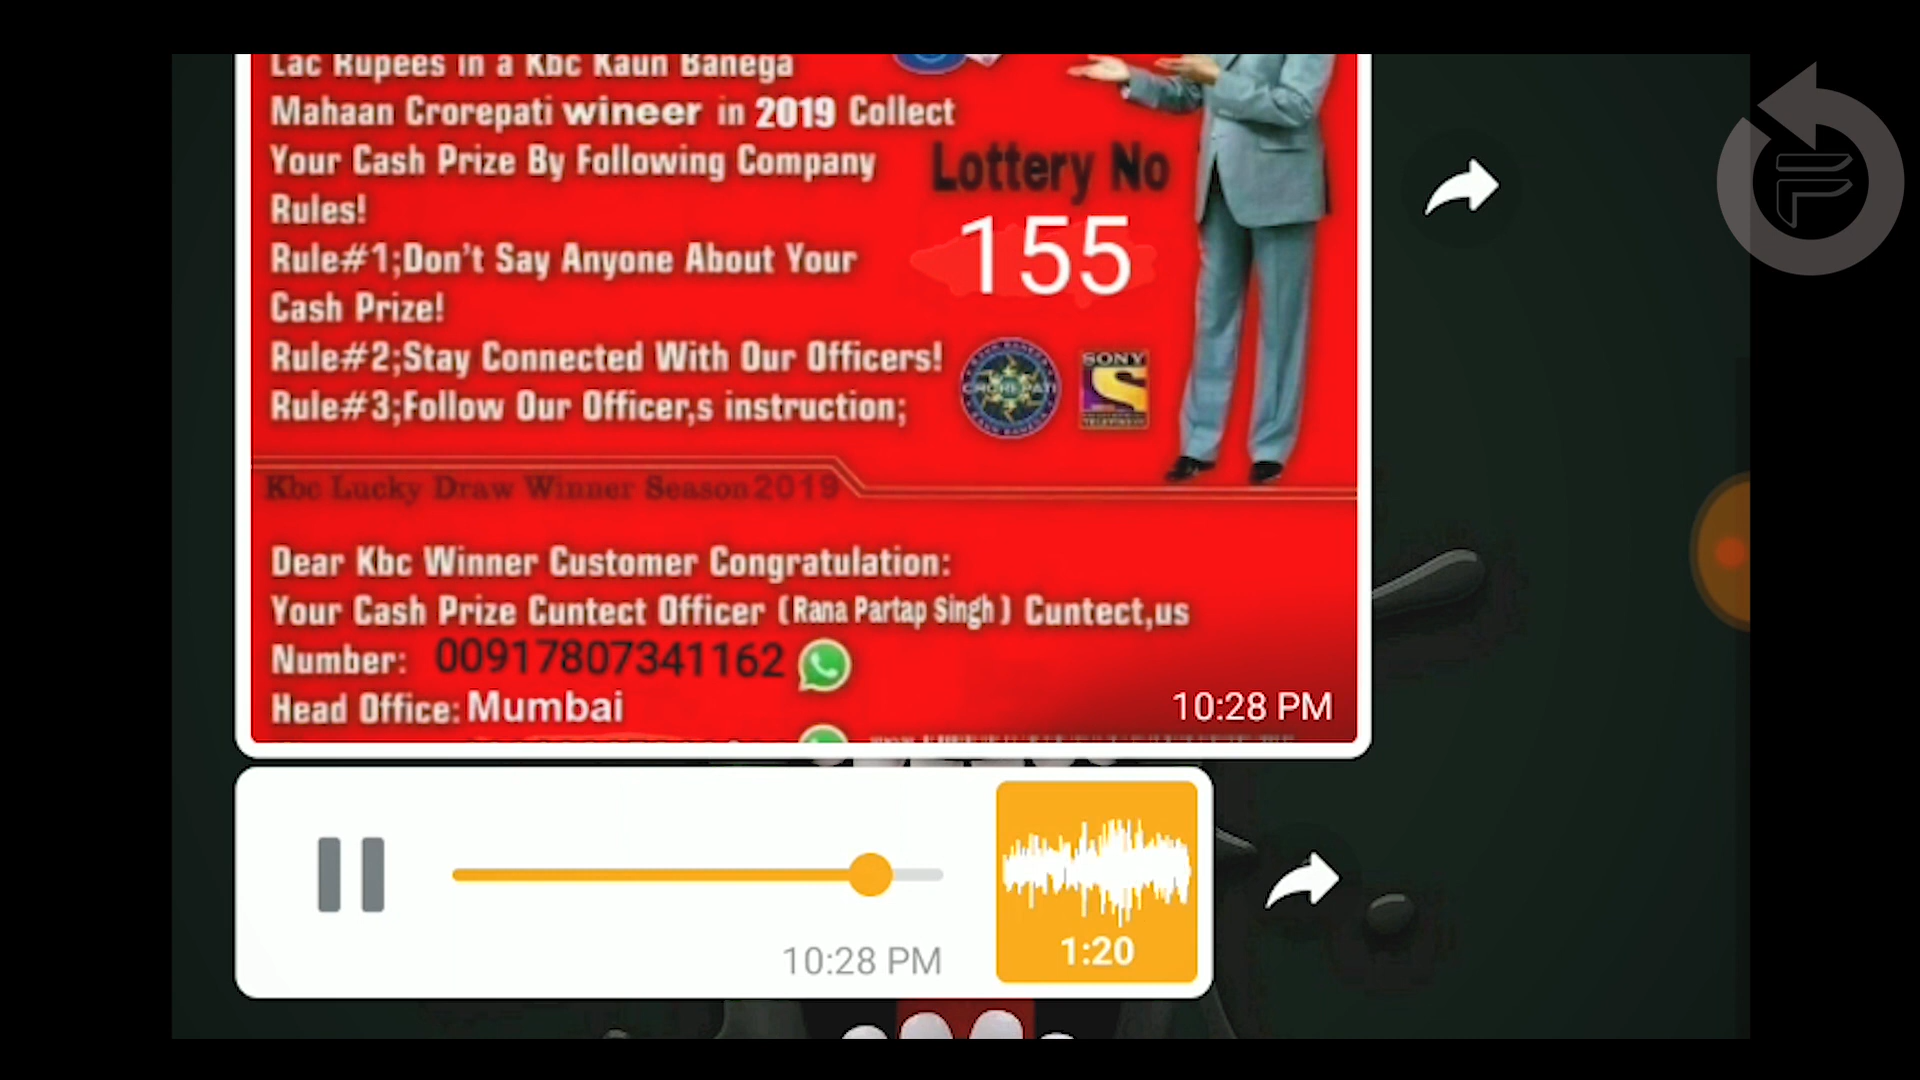 Lac Rupees in a Kbc Kaun Banega
Mahaan Crorepati wineer in 2019 Collect
Your Cash Prize By Following Company
Rules!
Rule#1;Don't Say Anyone About Your
Cash Prize!
Rule#2;Stay Connected With Our Officers!
Rule#3;Follow Our Officer,s instruction;
Lottery No
155
CROREPATI
SONY
Kbc Lucky Draw Winner Season 2019
Dear Kbc Winner Customer Congratulation:
Your Cash Prize Cuntect Officer (Rana Partap Singh) Cuntect,us
Number: 00917807341162
Head Office: Mumbai
10:28 PM
10:28 PM
1:20